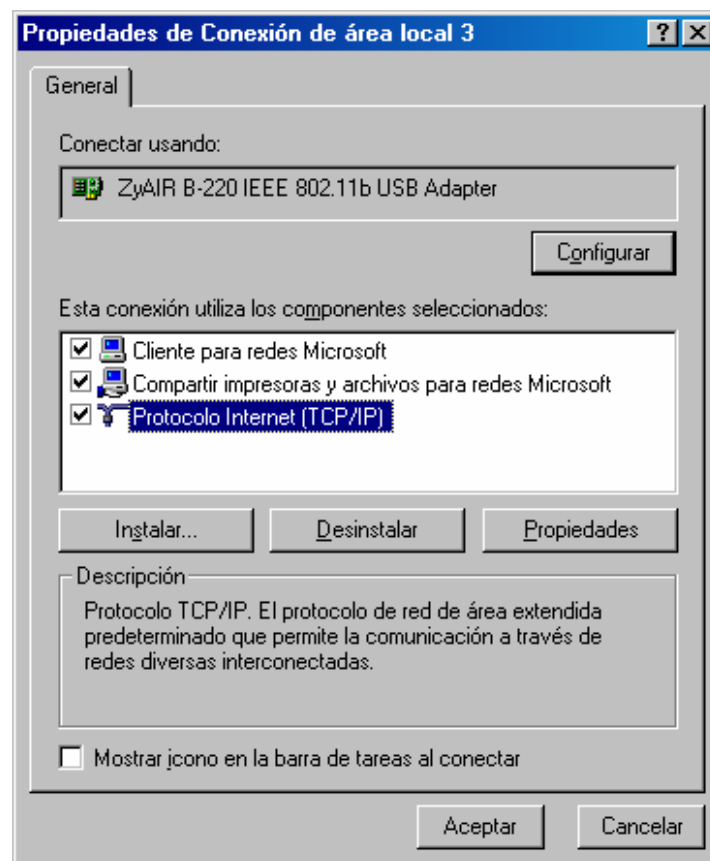 Propiedades de Conexión de área local 3
General
Conectar usando:
ZyAIR B-220 IEEE 802.11b USB Adapter
Configurar
Esta conexión utiliza los componentes seleccionados:
Cliente para redes Microsoft
Compartir impresoras y archivos para redes Microsoft
Protocolo Internet (TCP/IP)
Instalar...
Desinstalar
Propiedades
Descripción
Protocolo TCP/IP. El protocolo de red de área extendida
predeterminado que permite la comunicación a través de
redes diversas interconectadas.
Mostrar icono en la barra de tareas al conectar
Aceptar
Cancelar